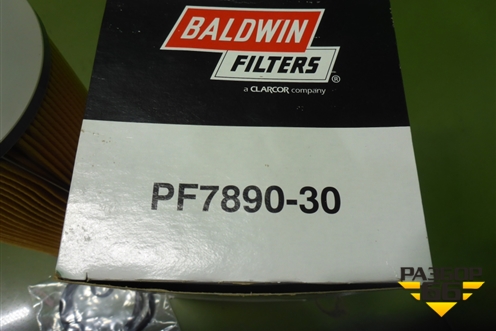 BALDWIN
FILTERS®
a CLARCOR company
PF7890-30
РАЗБОР